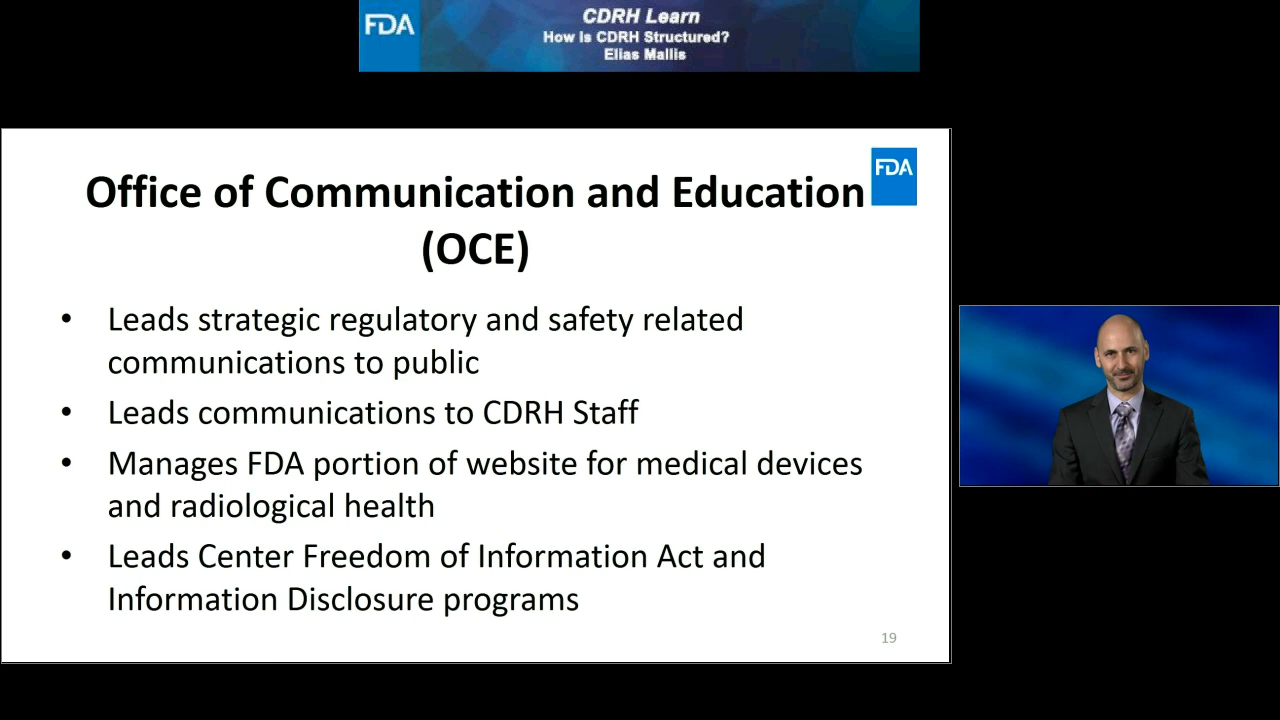 FDA
CDRH Learn
How Is CDRH Structured?
Elias Mallis
FDA
Office of Communication and Education
(OCE)
• Leads strategic regulatory and safety related
communications to public
• Leads communications to CDRH Staff
• Manages FDA portion of website for medical devices
and radiological health
• Leads Center Freedom of Information Act and
Information Disclosure programs
19